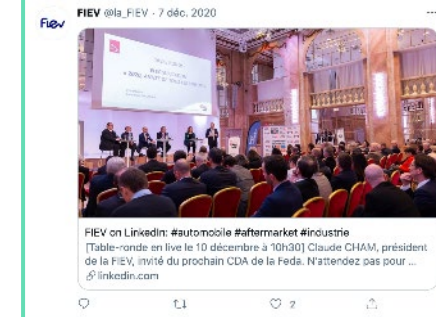 FIEV @la_FIEV · 7 déc. 2020
Fiev
FIEV on LinkedIn: #automobile #aftermarket #industrie
[Table-ronde en live le 10 décembre à 10h30] Claude CHAM, président
de la FIEV, invité du prochain CDA de la Feda. N'attendez pas pour ...
linkedin.com
2